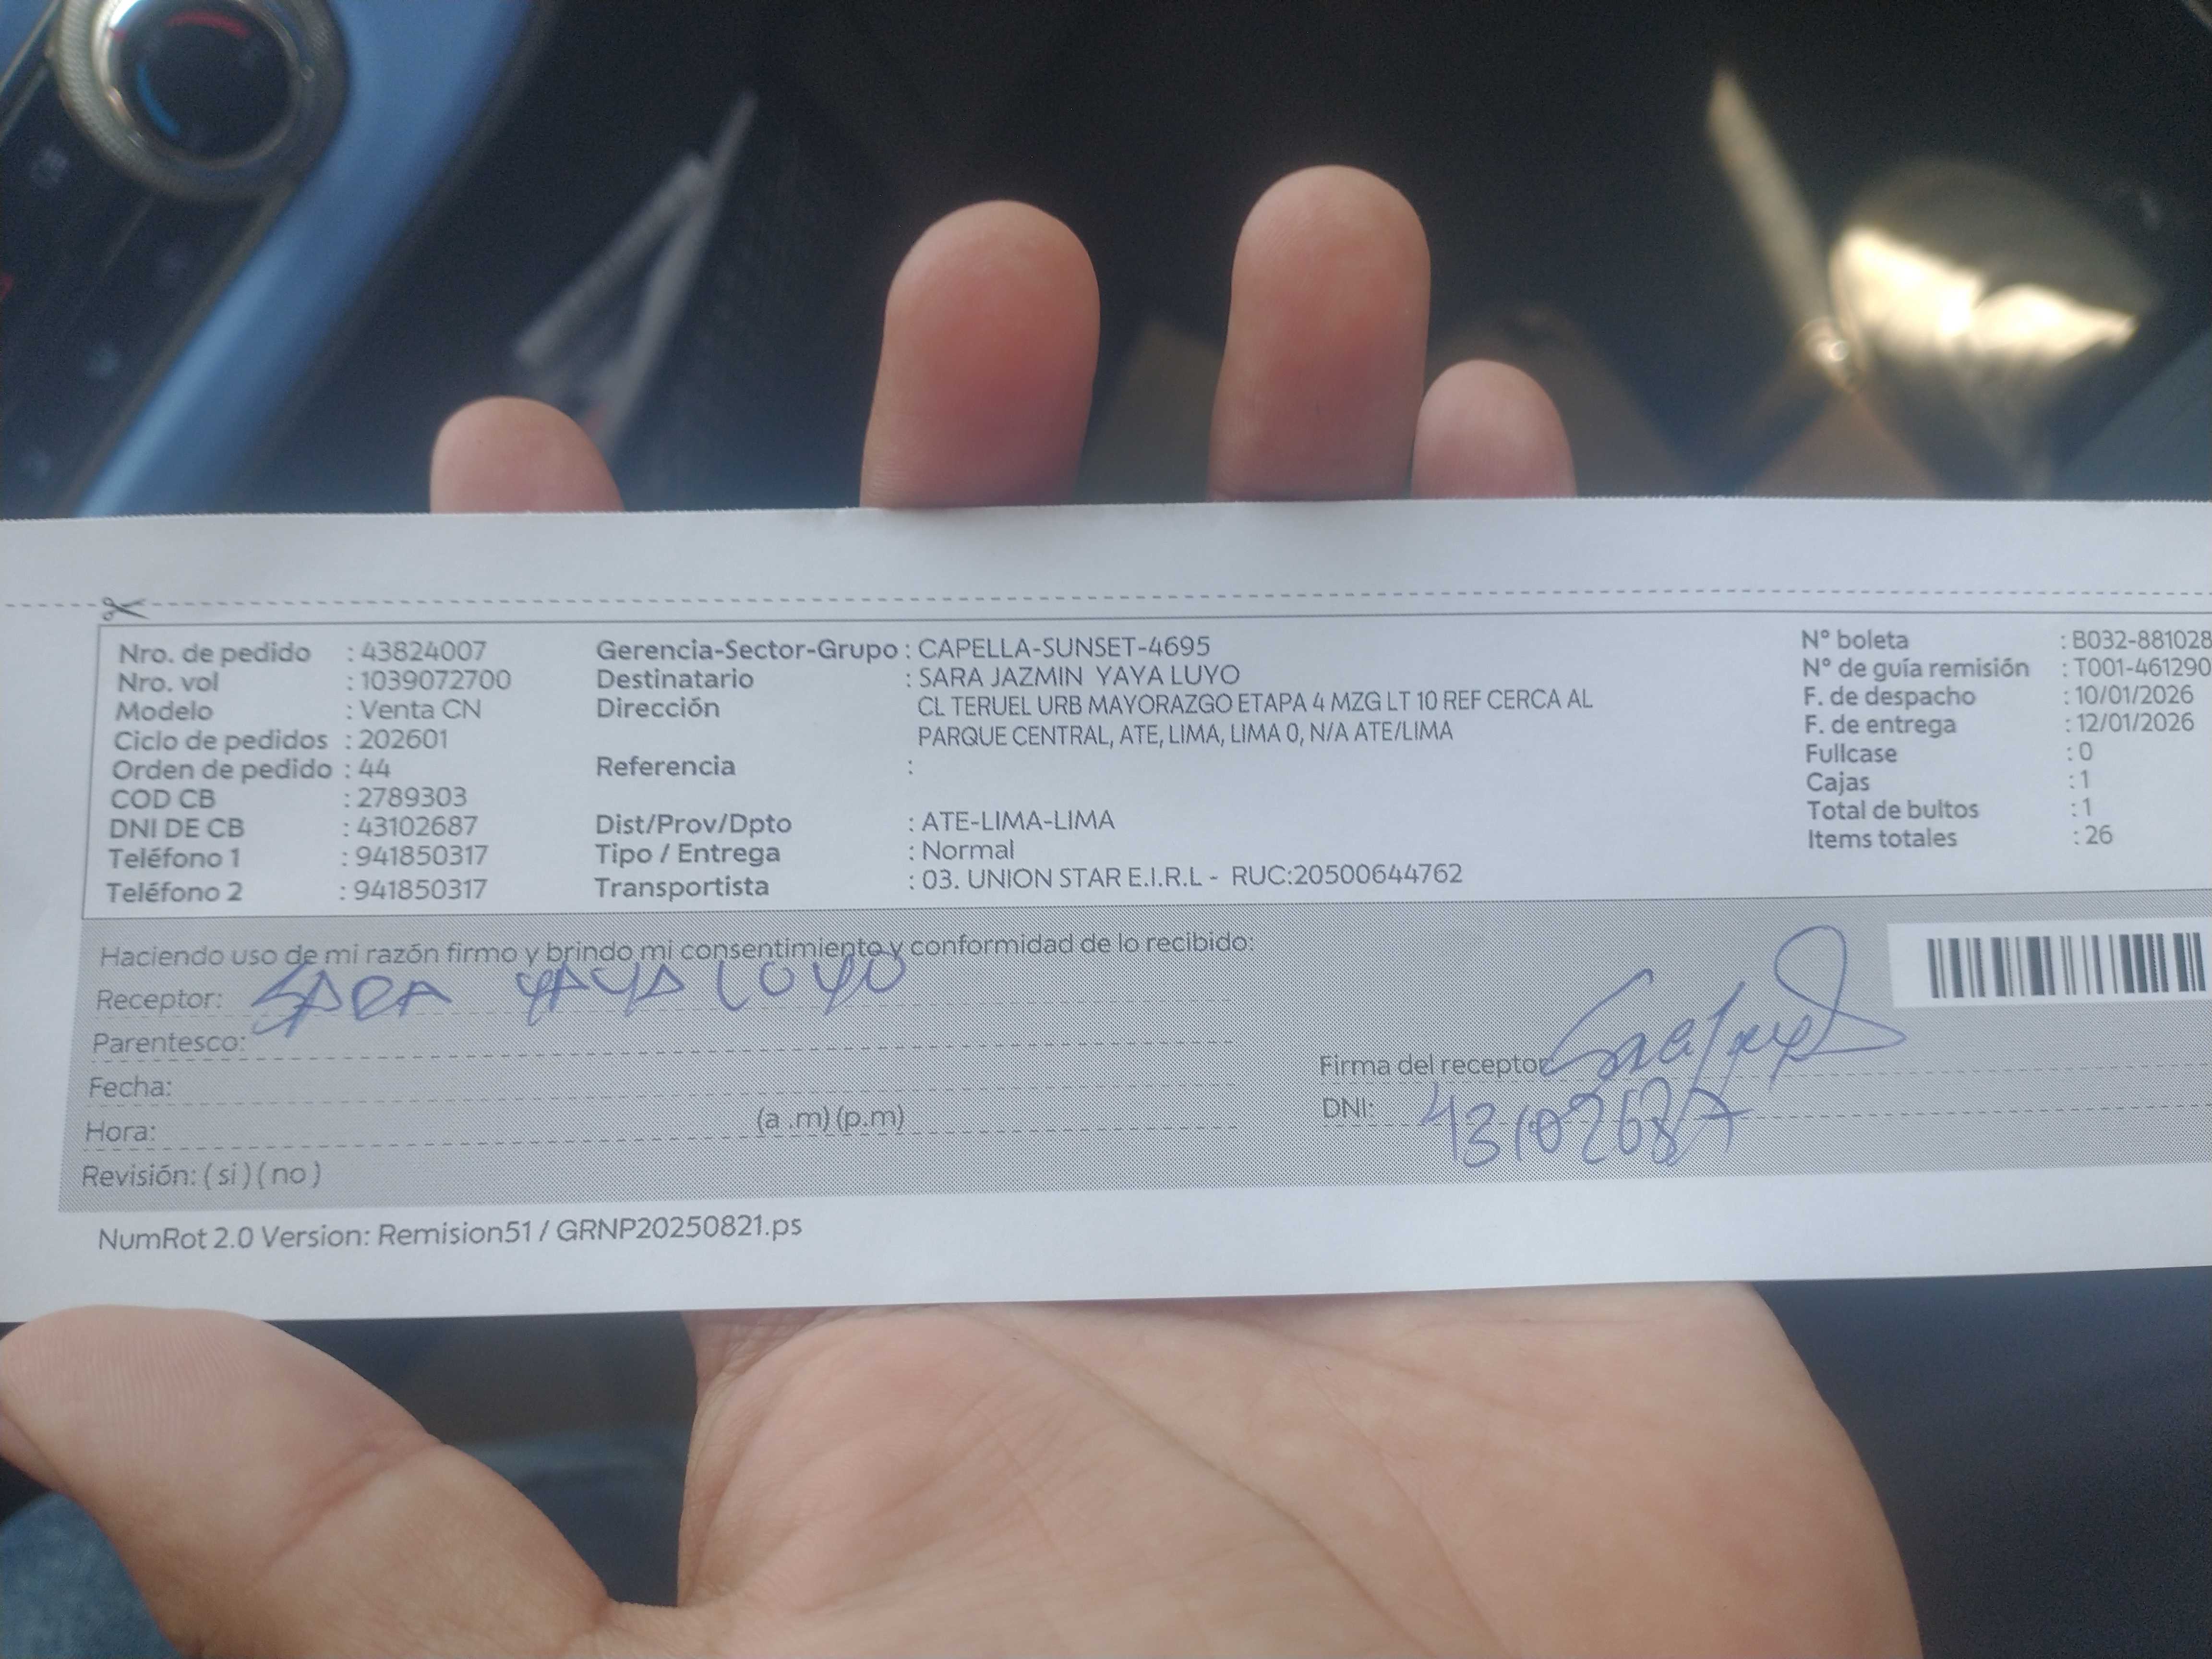 Nro. de pedido : 43824007
Nro. vol : 1039072700
Modelo : Venta CN
Ciclo de pedidos : 202601
Orden de pedido : 44
COD CB : 2789303
DNI DE CB : 43102687
Teléfono 1 : 941850317
Teléfono 2 : 941850317
Gerencia-Sector-Grupo : CAPELLA-SUNSET-4695
Destinatario : SARA JAZMIN YAYA LUYO
Dirección CL TERUEL URB MAYORAZGO ETAPA 4 MZG LT 10 REF CERCA AL
PARQUE CENTRAL, ATE, LIMA, LIMA 0, N/A ATE/LIMA
Referencia :
Dist/Prov/Dpto : ATE-LIMA-LIMA
Tipo / Entrega : Normal
Transportista : 03. UNION STAR E.I.R.L - RUC:20500644762
N° boleta : B032-881028
N° de guía remisión : T001-461290
F. de despacho : 10/01/2026
F. de entrega : 12/01/2026
Fullcase : 0
Cajas : 1
Total de bultos : 1
Items totales : 26
Haciendo uso de mi razón firmo y brindo mi consentimiento y conformidad de lo recibido:
Receptor: SARA YAYA LUYO
Parentesco:
Fecha:
Hora: (a .m) (p.m)
Revisión: ( si ) ( no )
Firma del receptor
DNI: 43102687
NumRot 2.0 Version: Remision51 / GRNP20250821.ps